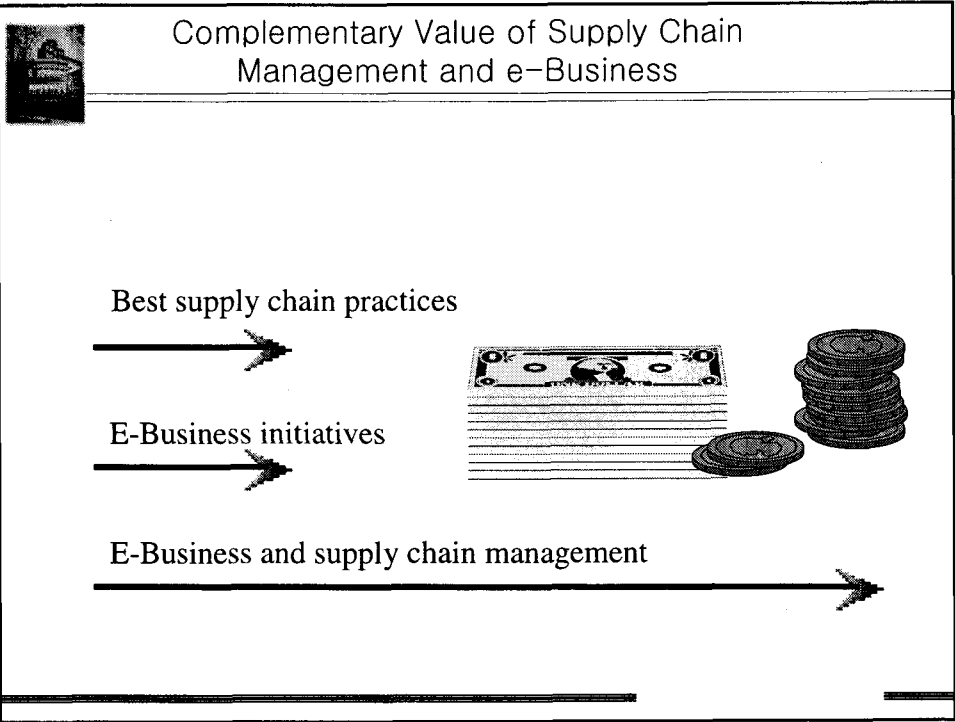 Complementary Value of Supply Chain
Management and e-Business
Best supply chain practices
E-Business initiatives
E-Business and supply chain management